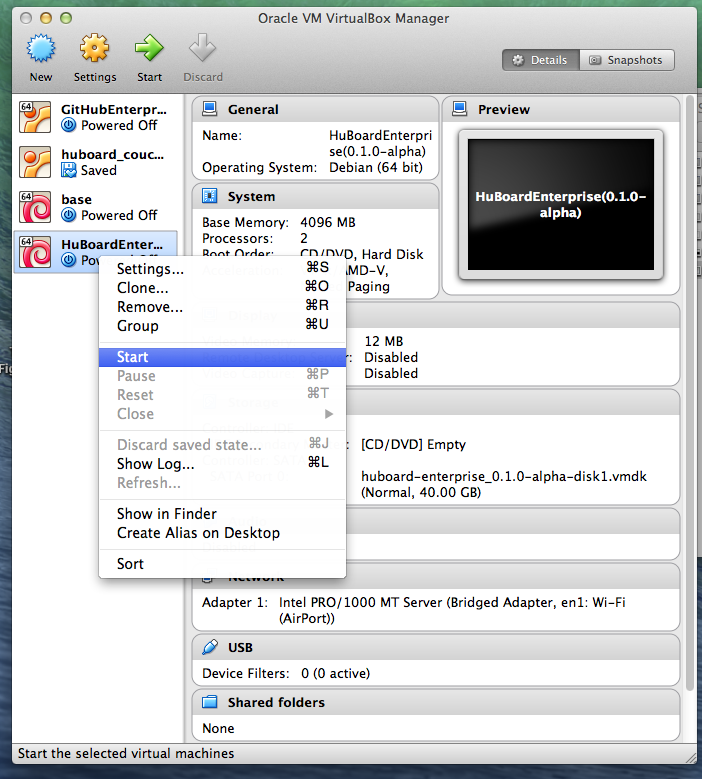 Oracle VM VirtualBox Manager
New
Settings
Start
Discard
Details
Snapshots
64
GitHubEnterpr...
Powered Off
64
huboard_couc...
Saved
64
base
Powered Off
64
HuBoardEnter...
Settings...
⌘S
Clone...
⌘O
Remove...
⌘R
Group
⌘U
Start
Pause
⌘P
Reset
⌘T
Close
Discard saved state...
⌘J
Show Log...
⌘L
Refresh...
Show in Finder
Create Alias on Desktop
Sort
General
Name:
HuBoardEnterpri
se(0.1.0-alpha)
Operating System:
Debian (64 bit)
Preview
HuBoardEnterprise(0.1.0-
alpha)
System
Base Memory:
4096 MB
Processors:
2
Boot Order:
CD/DVD, Hard Disk
AMD-V,
Paging
12 MB
Disabled
Disabled
[CD/DVD] Empty
huboard-enterprise_0.1.0-alpha-disk1.vmdk
(Normal, 40.00 GB)
Network
Adapter 1:
Intel PRO/1000 MT Server (Bridged Adapter, en1: Wi-Fi
(AirPort))
USB
Device Filters:
0 (0 active)
Shared folders
None
Start the selected virtual machines